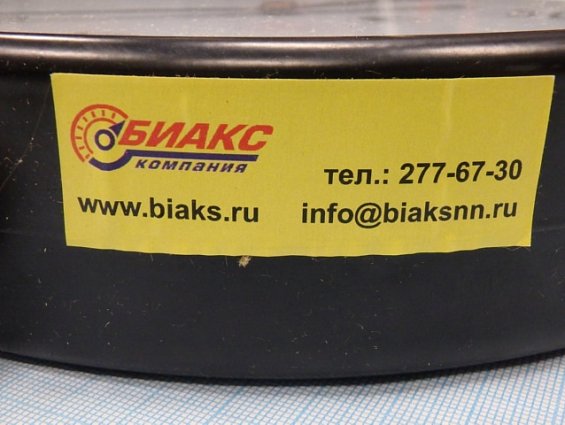 БИАКС
компания
тел.: 277-67-30
www.biaks.ru info@biaksnn.ru